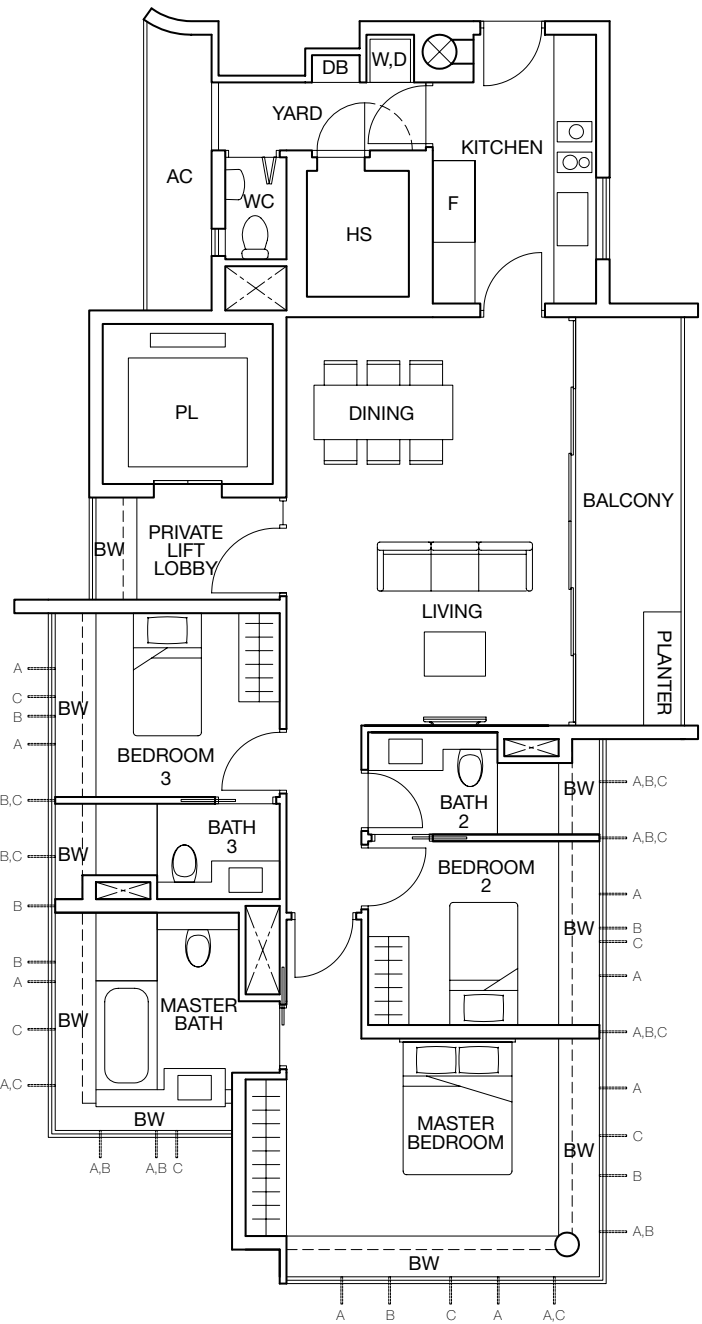 DB
W,D
YARD
KITCHEN
AC
WC
HS
F
PL
DINING
BALCONY
BW
PRIVATE
LIFT
LOBBY
LIVING
PLANTER
A
C
B
A
BW
BEDROOM
3
B,C
BATH
3
B,C
BW
B
BATH
2
BW
A,B,C
A,B,C
BEDROOM
2
A
BW
B
C
A
B
A
MASTER
BATH
BW
C
A,C
BW
A,B
A,B
C
A,B,C
A
MASTER
BEDROOM
C
BW
B
A,B
BW
A
B
C
A
A,C